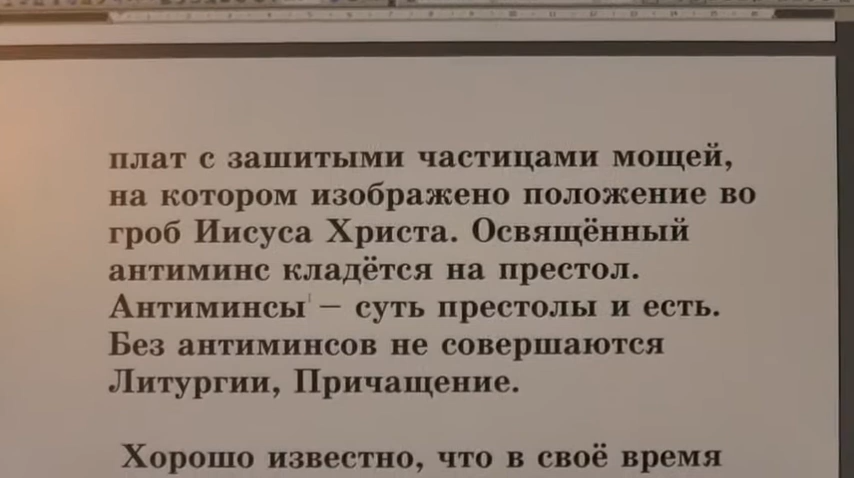 плат с зашитыми частицами мощей,
на котором изображено положение во
гроб Иисуса Христа. Освящённый
антиминс кладётся на престол.
Антиминсы – суть престолы и есть.
Без антиминсов не совершаются
Литургии, Причащение.
Хорошо известно, что в своё время